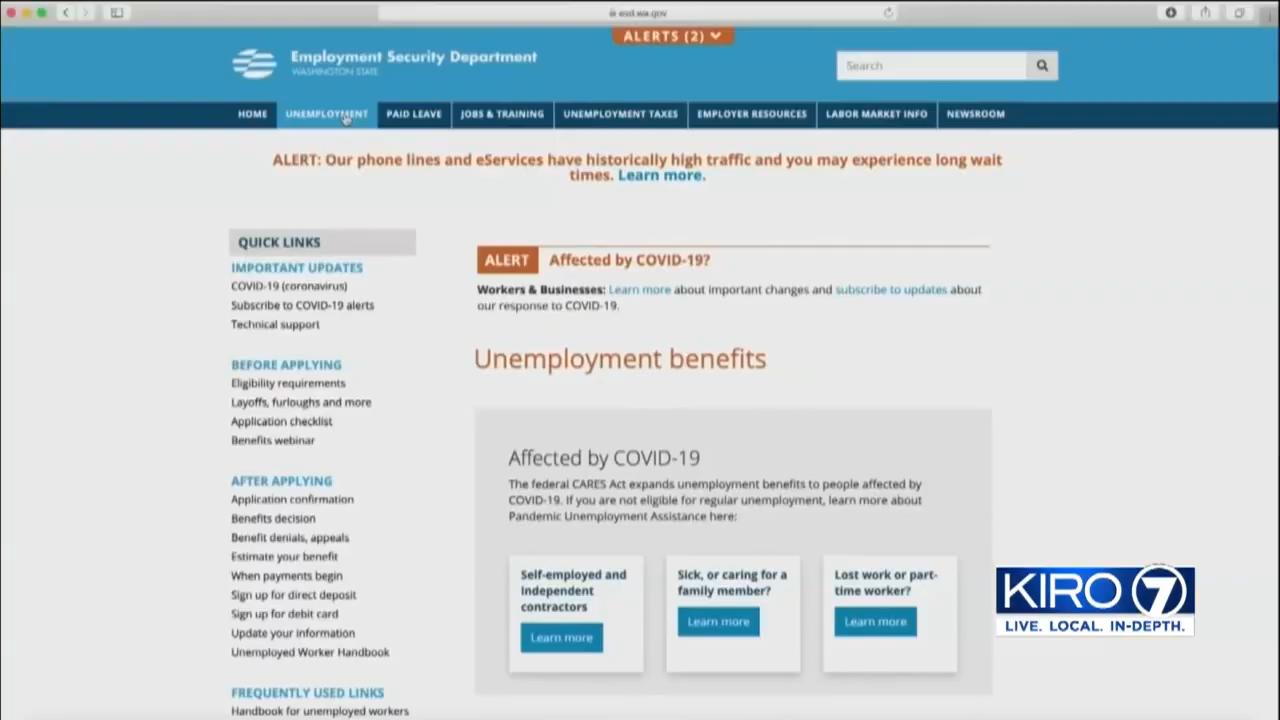 esd.wa.gov
ALERTS (2)
Employment Security Department
WASHINGTON STATE
Search
HOME
UNEMPLOYMENT
PAID LEAVE
JOBS & TRAINING
UNEMPLOYMENT TAXES
EMPLOYER RESOURCES
LABOR MARKET INFO
NEWSROOM
ALERT: Our phone lines and eServices have historically high traffic and you may experience long wait
times. Learn more.
QUICK LINKS
IMPORTANT UPDATES
COVID-19 (coronavirus)
Subscribe to COVID-19 alerts
Technical support
BEFORE APPLYING
Eligibility requirements
Layoffs, furloughs and more
Application checklist
Benefits webinar
AFTER APPLYING
Application confirmation
Benefits decision
Benefit denials, appeals
Estimate your benefit
When payments begin
Sign up for direct deposit
Sign up for debit card
Update your information
Unemployed Worker Handbook
FREQUENTLY USED LINKS
Handbook for unemployed workers
ALERT Affected by COVID-19?
Workers & Businesses: Learn more about important changes and subscribe to updates about
our response to COVID-19.
Unemployment benefits
Affected by COVID-19
The federal CARES Act expands unemployment benefits to people affected by
COVID-19. If you are not eligible for regular unemployment, learn more about
Pandemic Unemployment Assistance here:
Self-employed and
independent
contractors
Learn more
Sick, or caring for a
family member?
Learn more
Lost work or part-
time worker?
Learn more
KIRO 7
LIVE. LOCAL. IN-DEPTH.